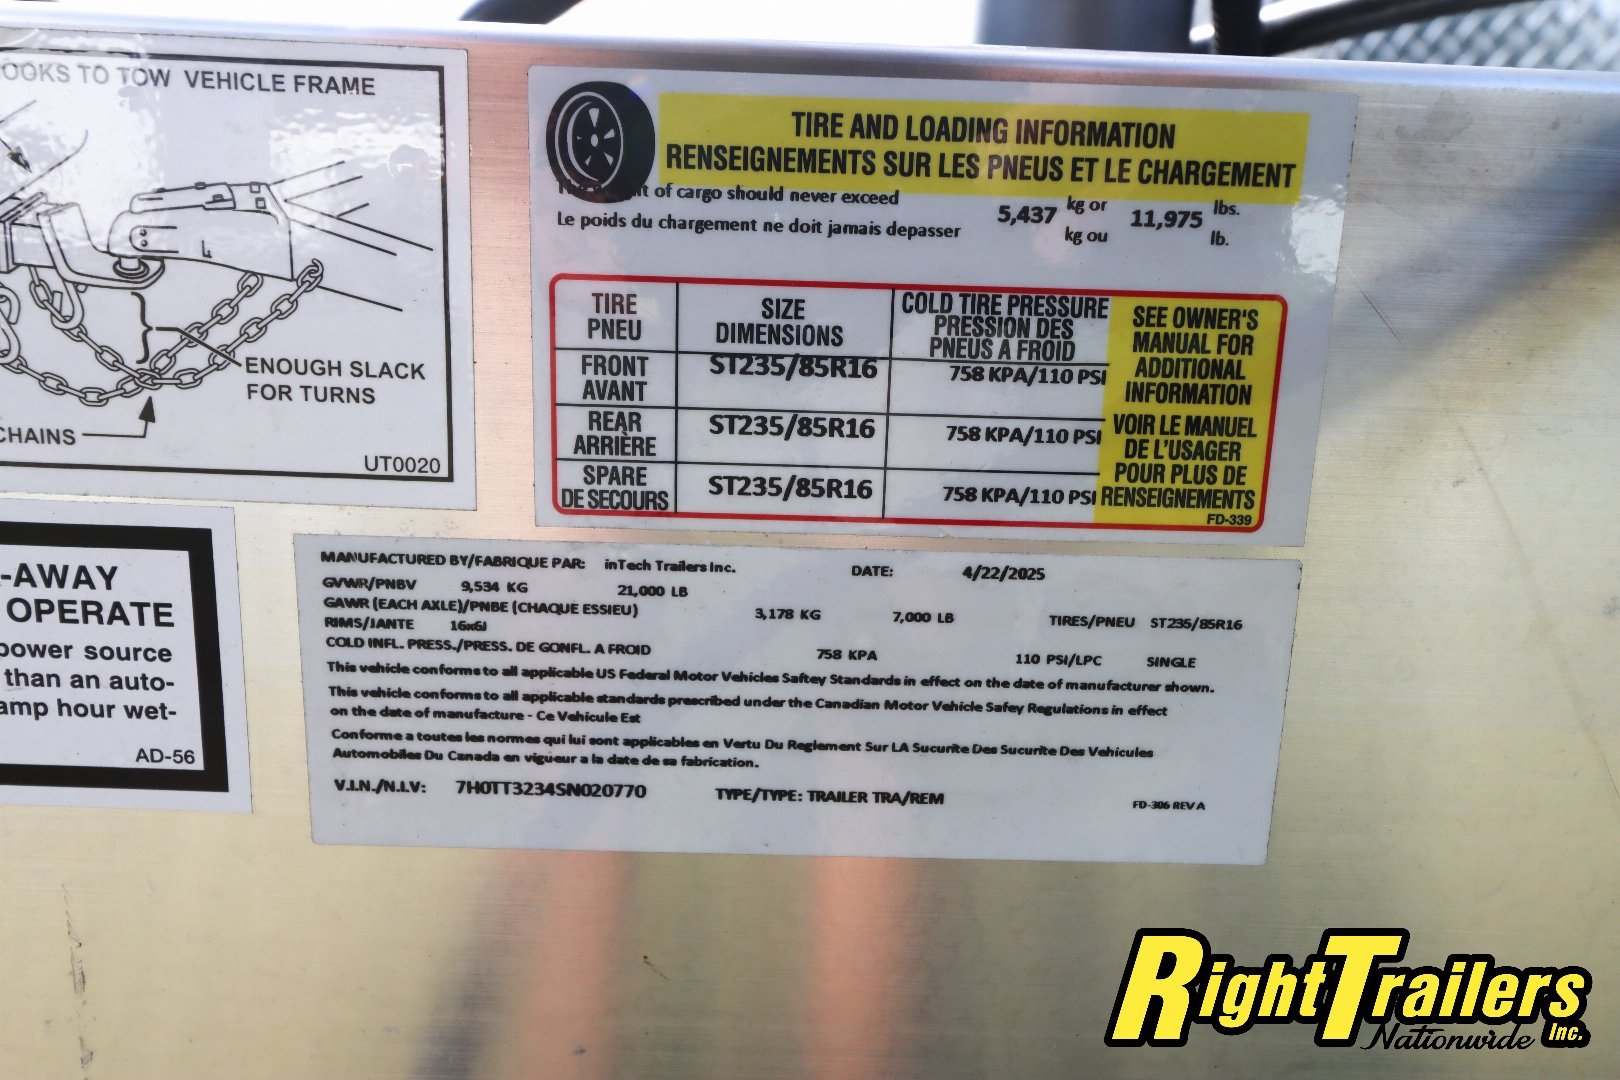 OOKS TO TOW VEHICLE FRAME
ENOUGH SLACK
FOR TURNS
CHAINS
UT0020
-AWAY
OPERATE
power source
than an auto-
amp hour wet-
AD-56
TIRE AND LOADING INFORMATION
RENSEIGNEMENTS SUR LES PNEUS ET LE CHARGEMENT
of cargo should never exceed
Le poids du chargement ne doit jamais depasser
5,437 kg or 11,975 lbs.
kg ou lb.
TIRE SIZE COLD TIRE PRESSURE
PNEU DIMENSIONS PRESSION DES
PNEUS A FROID
FRONT ST235/85R16 758 KPA/110 PSI
AVANT
REAR ST235/85R16 758 KPA/110 PSI
ARRIÈRE
SPARE ST235/85R16 758 KPA/110 PSI
DE SECOURS
SEE OWNER'S
MANUAL FOR
ADDITIONAL
INFORMATION
VOIR LE MANUEL
DE L'USAGER
POUR PLUS DE
RENSEIGNEMENTS
FD-339
MANUFACTURED BY/FABRIQUE PAR: inTech Trailers Inc. DATE: 4/22/2025
GVWR/PNBV 9,534 KG 21,000 LB
GAWR (EACH AXLE)/PNBE (CHAQUE ESSIEU) 3,178 KG 7,000 LB TIRES/PNEU ST235/85R16
RIMS/JANTE 16x6J
COLD INFL. PRESS./PRESS. DE GONFL. A FROID 758 KPA 110 PSI/LPC SINGLE
This vehicle conforms to all applicable US Federal Motor Vehicles Saftey Standards in effect on the date of manufacturer shown.
This vehicle conforms to all applicable standards prescribed under the Canadian Motor Vehicle Safey Regulations in effect
on the date of manufacture - Ce Vehicule Est
Conforme a toutes les normes qui lui sont applicables en Vertu Du Reglement Sur LA Sucurite Des Sucurite Des Vehicules
Automobiles Du Canada en vigueur a la date de sa fabrication.
V.I.N./N.I.V: 7H0TT3234SN020770 TYPE/TYPE: TRAILER TRA/REM FD-306 REV A
RightTrailers
Nationwide Inc.